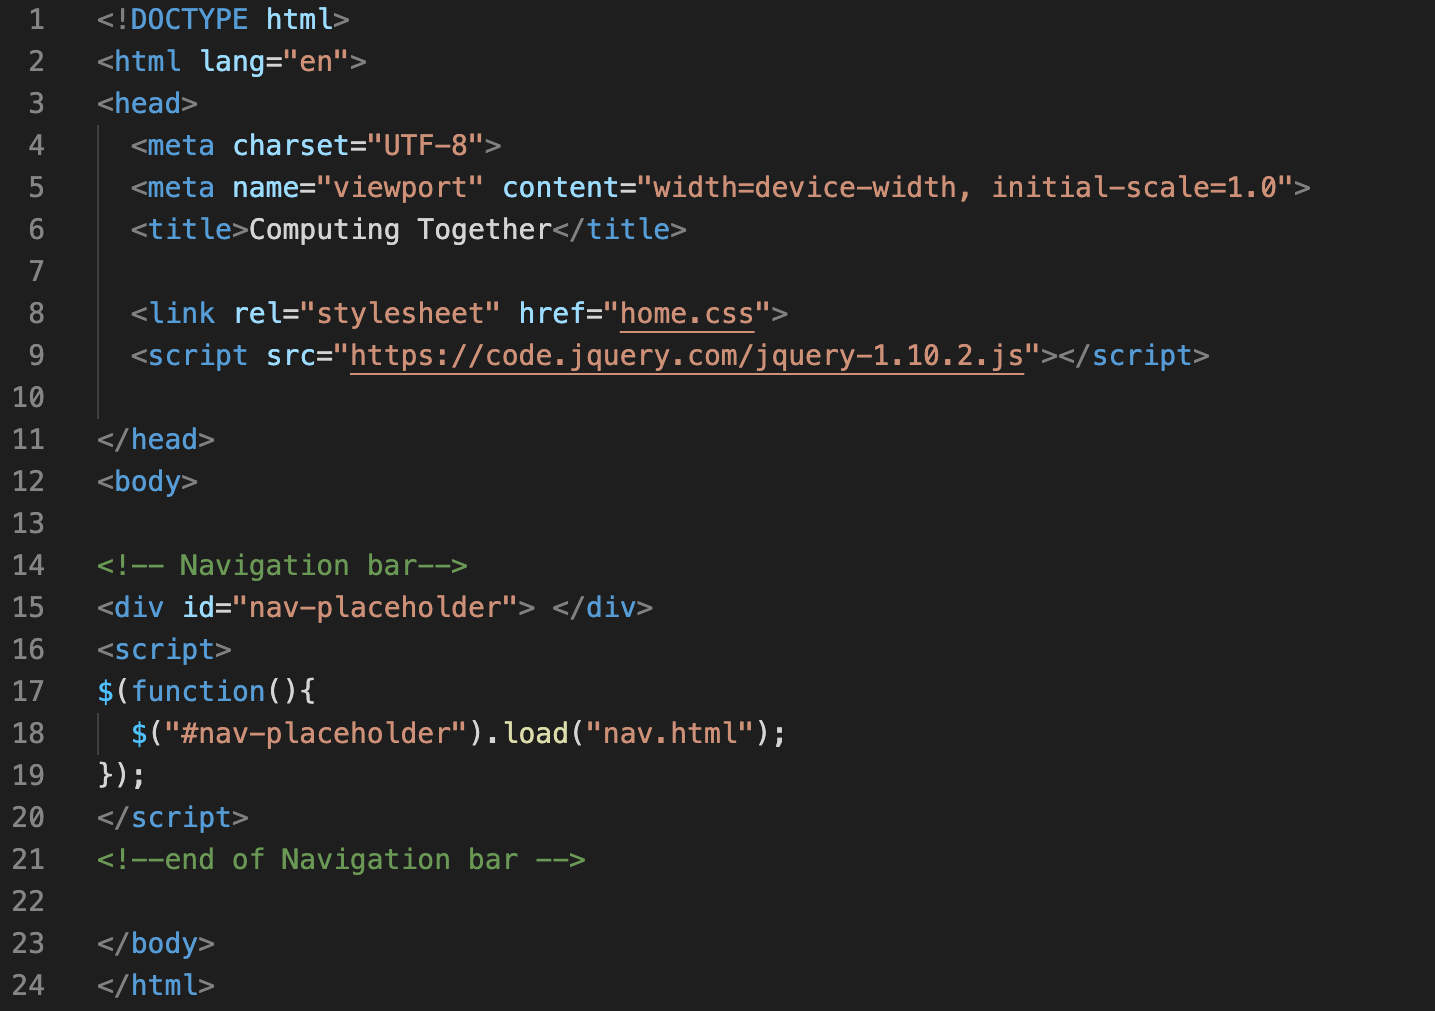 1 <!DOCTYPE html>
2 <html lang="en">
3 <head>
4   <meta charset="UTF-8">
5   <meta name="viewport" content="width=device-width, initial-scale=1.0">
6   <title>Computing Together</title>
7
8   <link rel="stylesheet" href="home.css">
9   <script src="https://code.jquery.com/jquery-1.10.2.js"></script>
10
11 </head>
12 <body>
13
14 <!-- Navigation bar-->
15 <div id="nav-placeholder"> </div>
16 <script>
17 $(function(){
18   $("#nav-placeholder").load("nav.html");
19 });
20 </script>
21 <!--end of Navigation bar -->
22
23 </body>
24 </html>